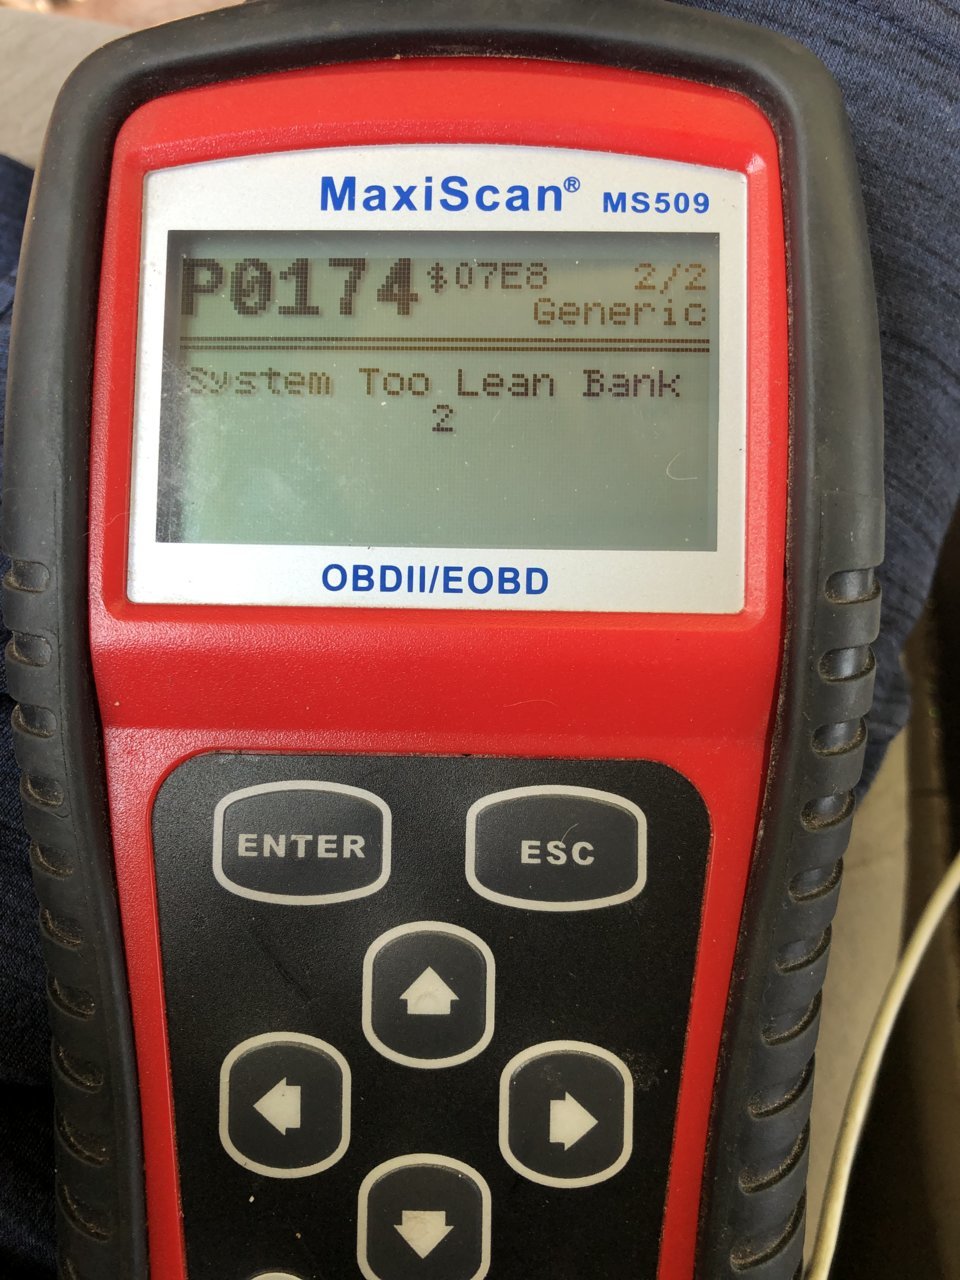 MaxiScan® MS509
P0174 $07E8 2/2
Generic
System Too Lean Bank
2
OBDII/EOBD
ENTER ESC